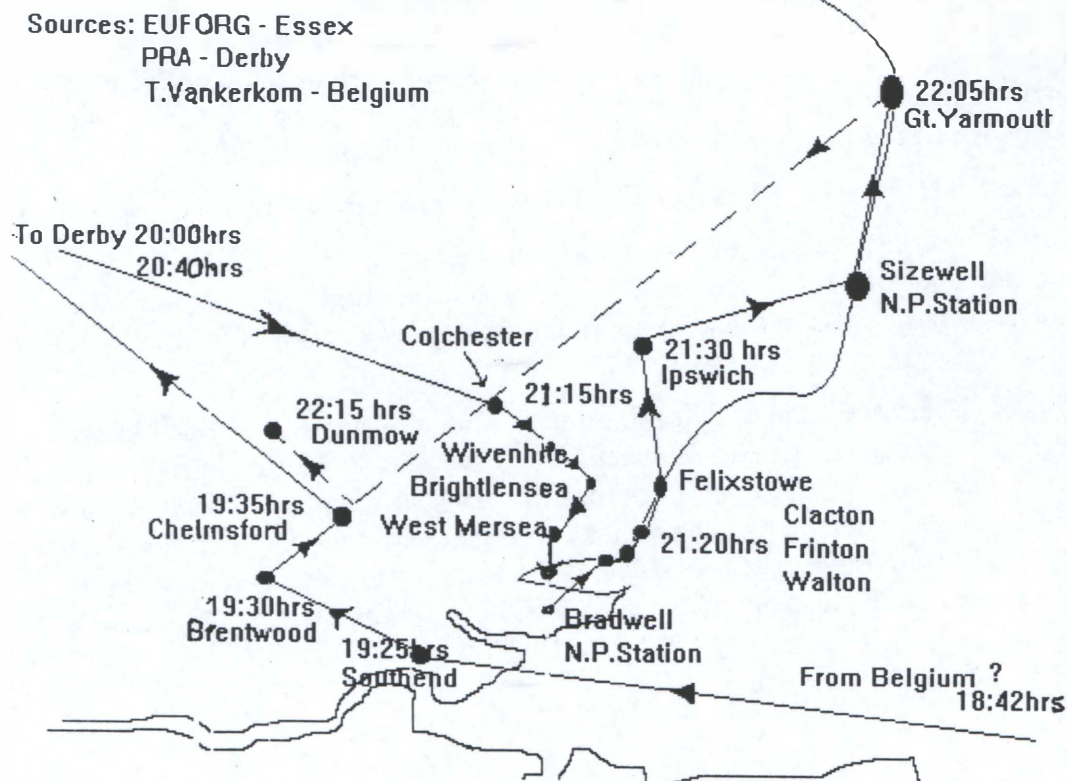 Sources: EUFORG - Essex
PRA - Derby
T.Vankerkom - Belgium
22:05hrs
Gt.Yarmouth
To Derby 20:00hrs
20:40hrs
Sizewell
N.P.Station
Colchester
21:30 hrs
Ipswich
21:15hrs
22:15 hrs
Dunmow
Wivenhite
Brightlensea
Felixstowe
19:35hrs
Chelmsford
West Mersea
Clacton
21:20hrs
Frinton
Walton
19:30hrs
Brentwood
Bradwell
N.P.Station
19:25hrs
Southend
From Belgium ?
18:42hrs